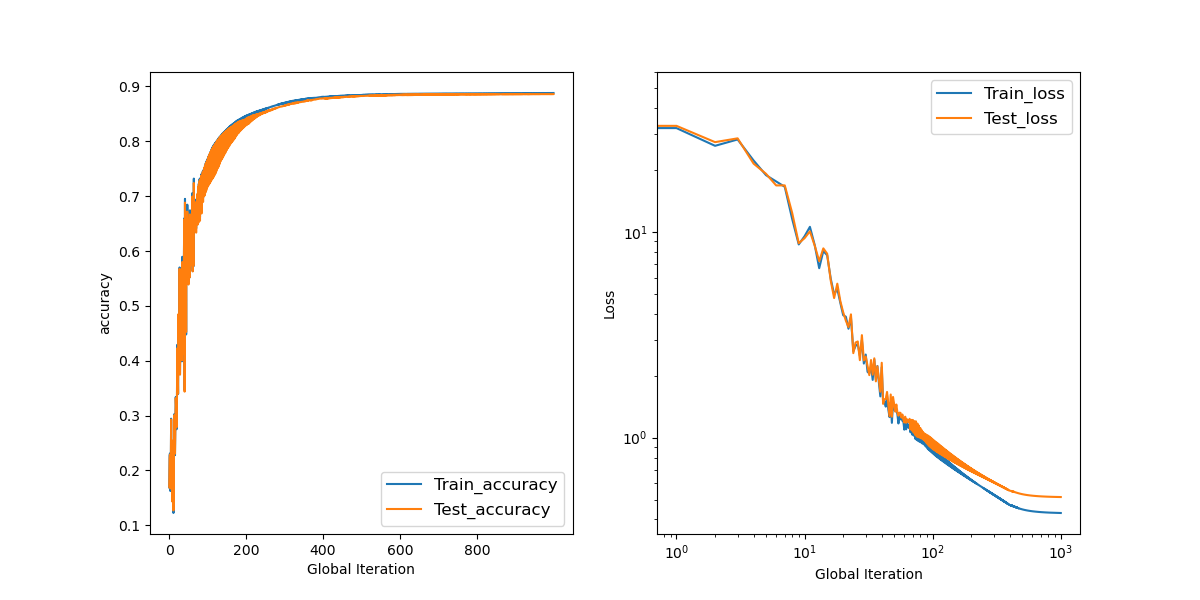 0.9
0.8
0.7
0.6
0.5
0.4
0.3
0.2
0.1
accuracy
0
200
400
600
800
Global Iteration
Train_accuracy
Test_accuracy
10¹
10⁰
Loss
10⁰
10¹
10²
10³
Global Iteration
Train_loss
Test_loss